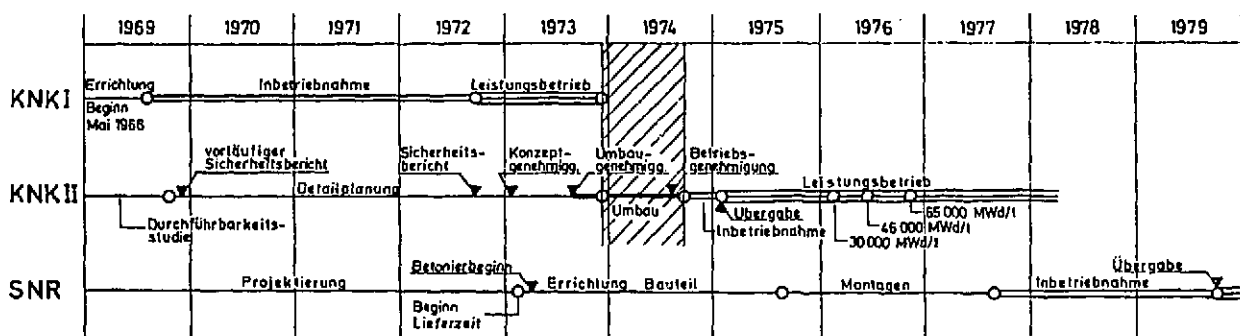 1969 1970 1971 1972 1973 1974 1975 1976 1977 1978 1979
KNK I
Errichtung
Beginn
Mai 1966
Inbetriebnahme
Leistungsbetrieb
KNK II
vorläufiger
Sicherheitsbericht
Durchführbarkeits-
studie
Detailplanung
Sicherheits-
bericht
Konzept-
genehmigg.
Umbau-
genehmigg.
Umbau
Betriebs-
genehmigung
Übergabe
Inbetriebnahme
Leistungsbetrieb
30 000 MWd/t
46 000 MWd/t
65 000 MWd/t
SNR
Projektierung
Betonierbeginn
Beginn
Lieferzeit
Errichtung Bauteil
Montagen
Inbetriebnahme
Übergabe